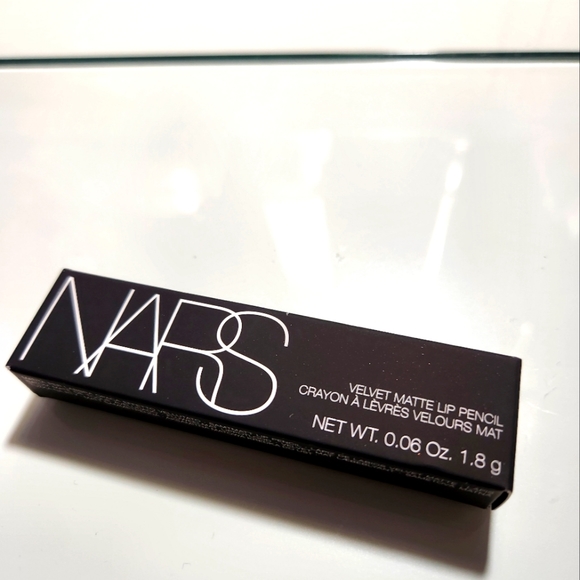 NARS
VELVET MATTE LIP PENCIL
CRAYON À LÈVRES VELOURS MAT
NET WT. 0.06 Oz. 1.8 g